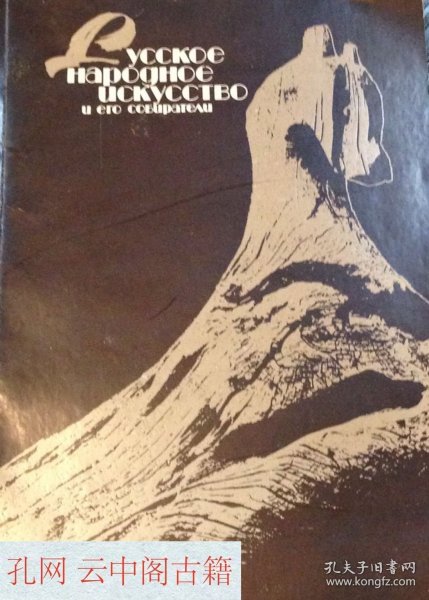 Русское
народное
искусство
и его собиратели
孔网 云中阁古籍
孔夫子旧书网
www.kongfz.com